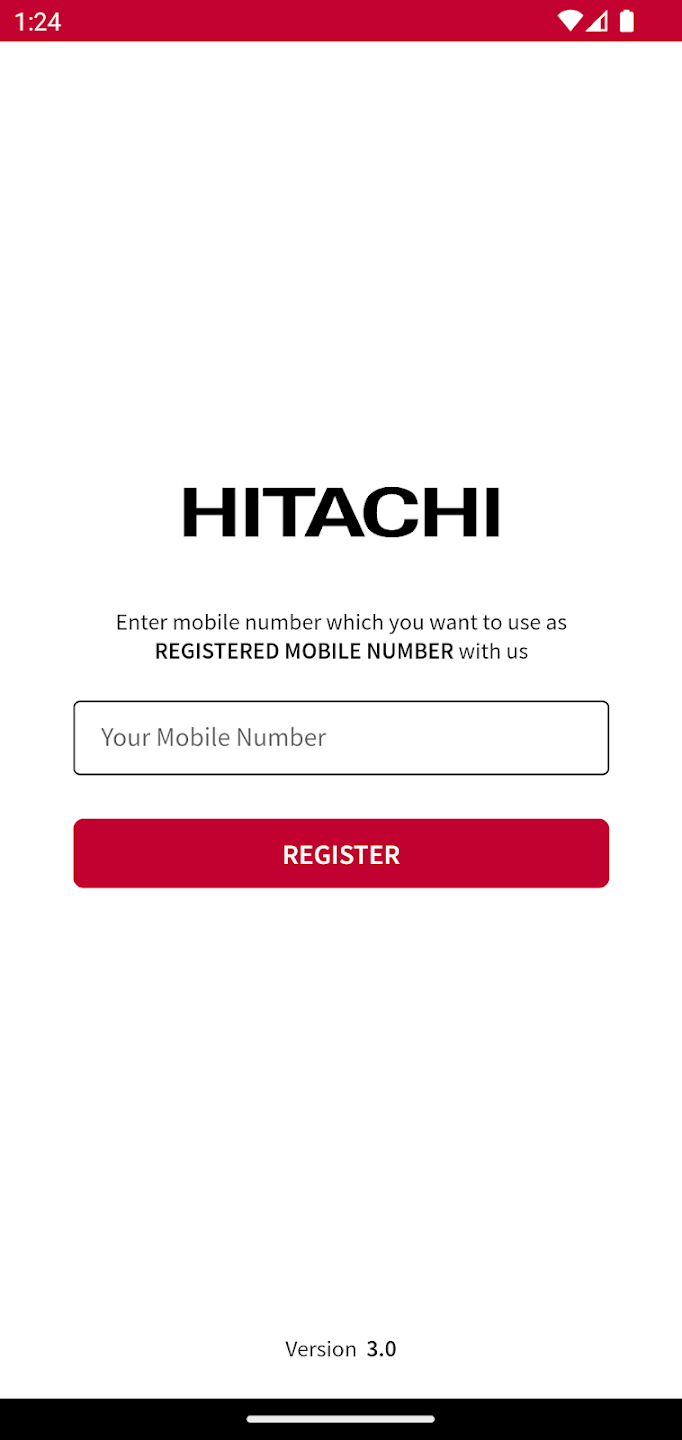 1:24
HITACHI
Enter mobile number which you want to use as
REGISTERED MOBILE NUMBER with us
Your Mobile Number
REGISTER
Version 3.0